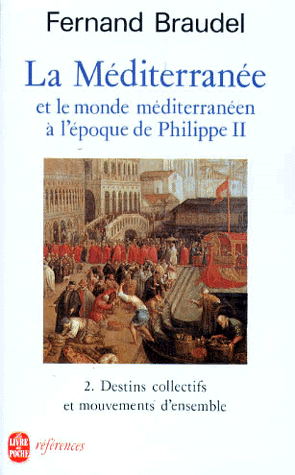 Fernand Braudel
La Méditerranée
et le monde méditerranéen
à l'époque de Philippe II
2. Destins collectifs
et mouvements d'ensemble
LE LIVRE DE POCHE
références